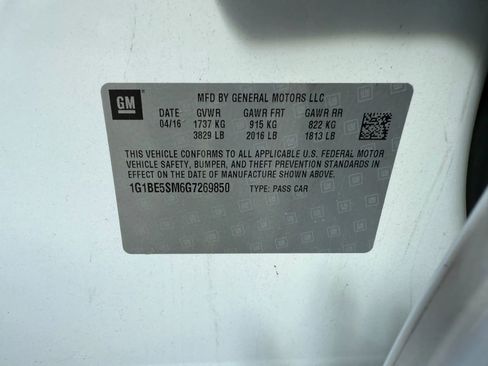 GM
MFD BY GENERAL MOTORS LLC
DATE GVWR GAWR FRT GAWR RR
04/16 1737 KG 915 KG 822 KG
3829 LB 2016 LB 1813 LB
THIS VEHICLE CONFORMS TO ALL APPLICABLE U.S. FEDERAL MOTOR
VEHICLE SAFETY, BUMPER, AND THEFT PREVENTION STANDARDS IN
EFFECT ON THE DATE OF MANUFACTURE SHOWN ABOVE.
1G1BE5SM6G7269850 TYPE: PASS CAR